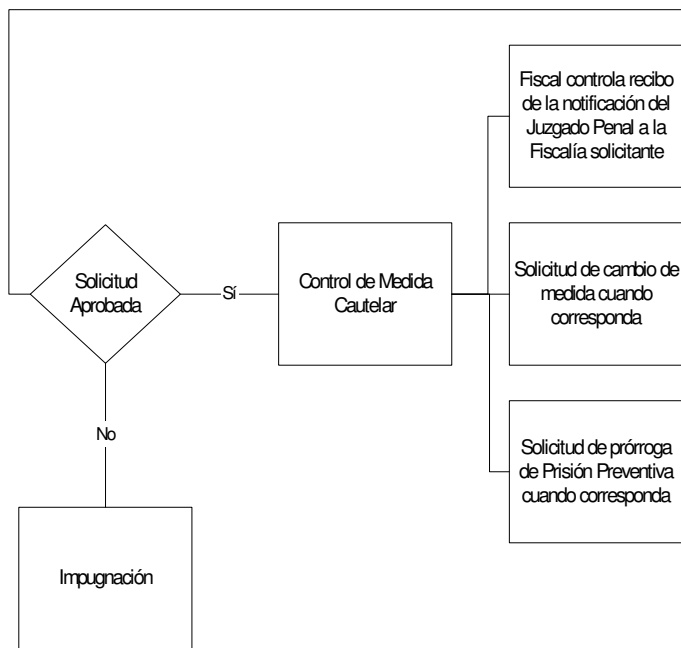 Fiscal controla recibo
de la notificación del
Juzgado Penal a la
Fiscalía solicitante
Solicitud
Aprobada
Sí
Control de Medida
Cautelar
Solicitud de cambio de
medida cuando
corresponda
No
Solicitud de prórroga
de Prisión Preventiva
cuando corresponda
Impugnación